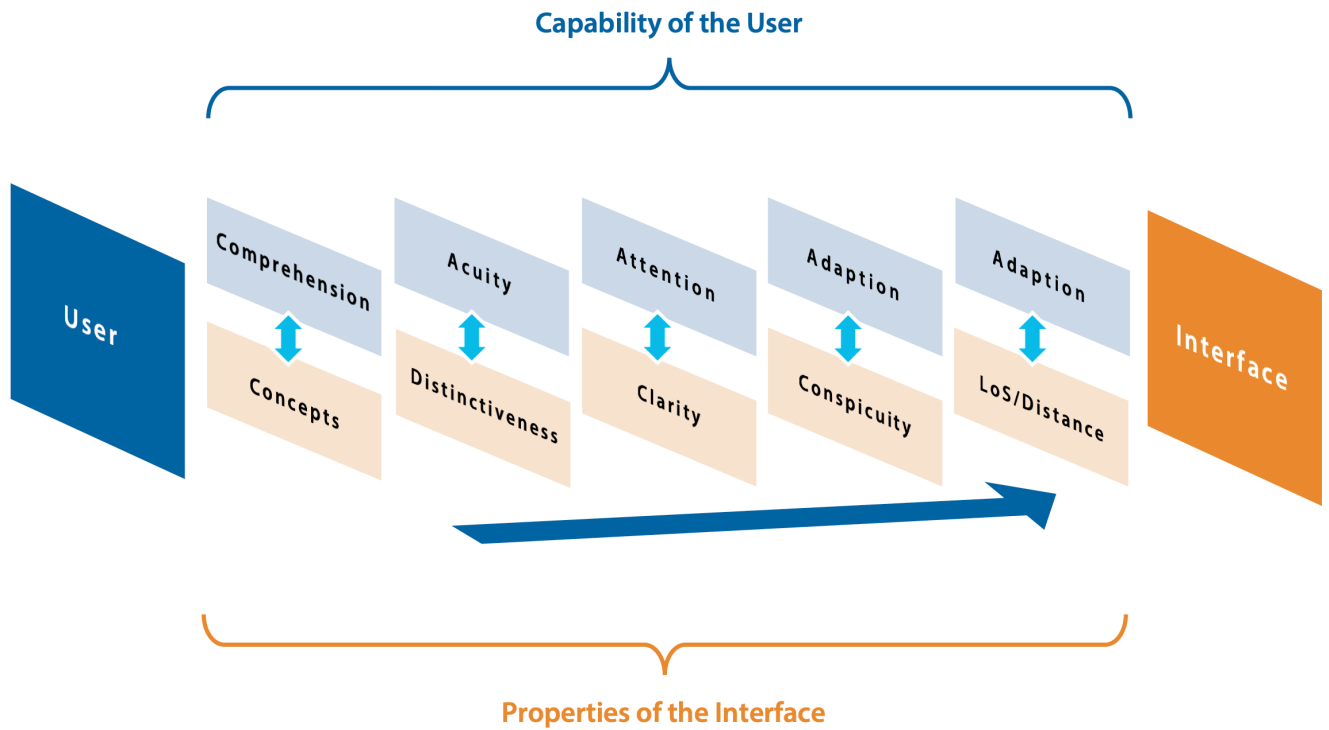 Capability of the User
User
Comprehension
Acuity
Attention
Adaption
Adaption
Concepts
Distinctiveness
Clarity
Conspicuity
LoS/Distance
Interface
Properties of the Interface